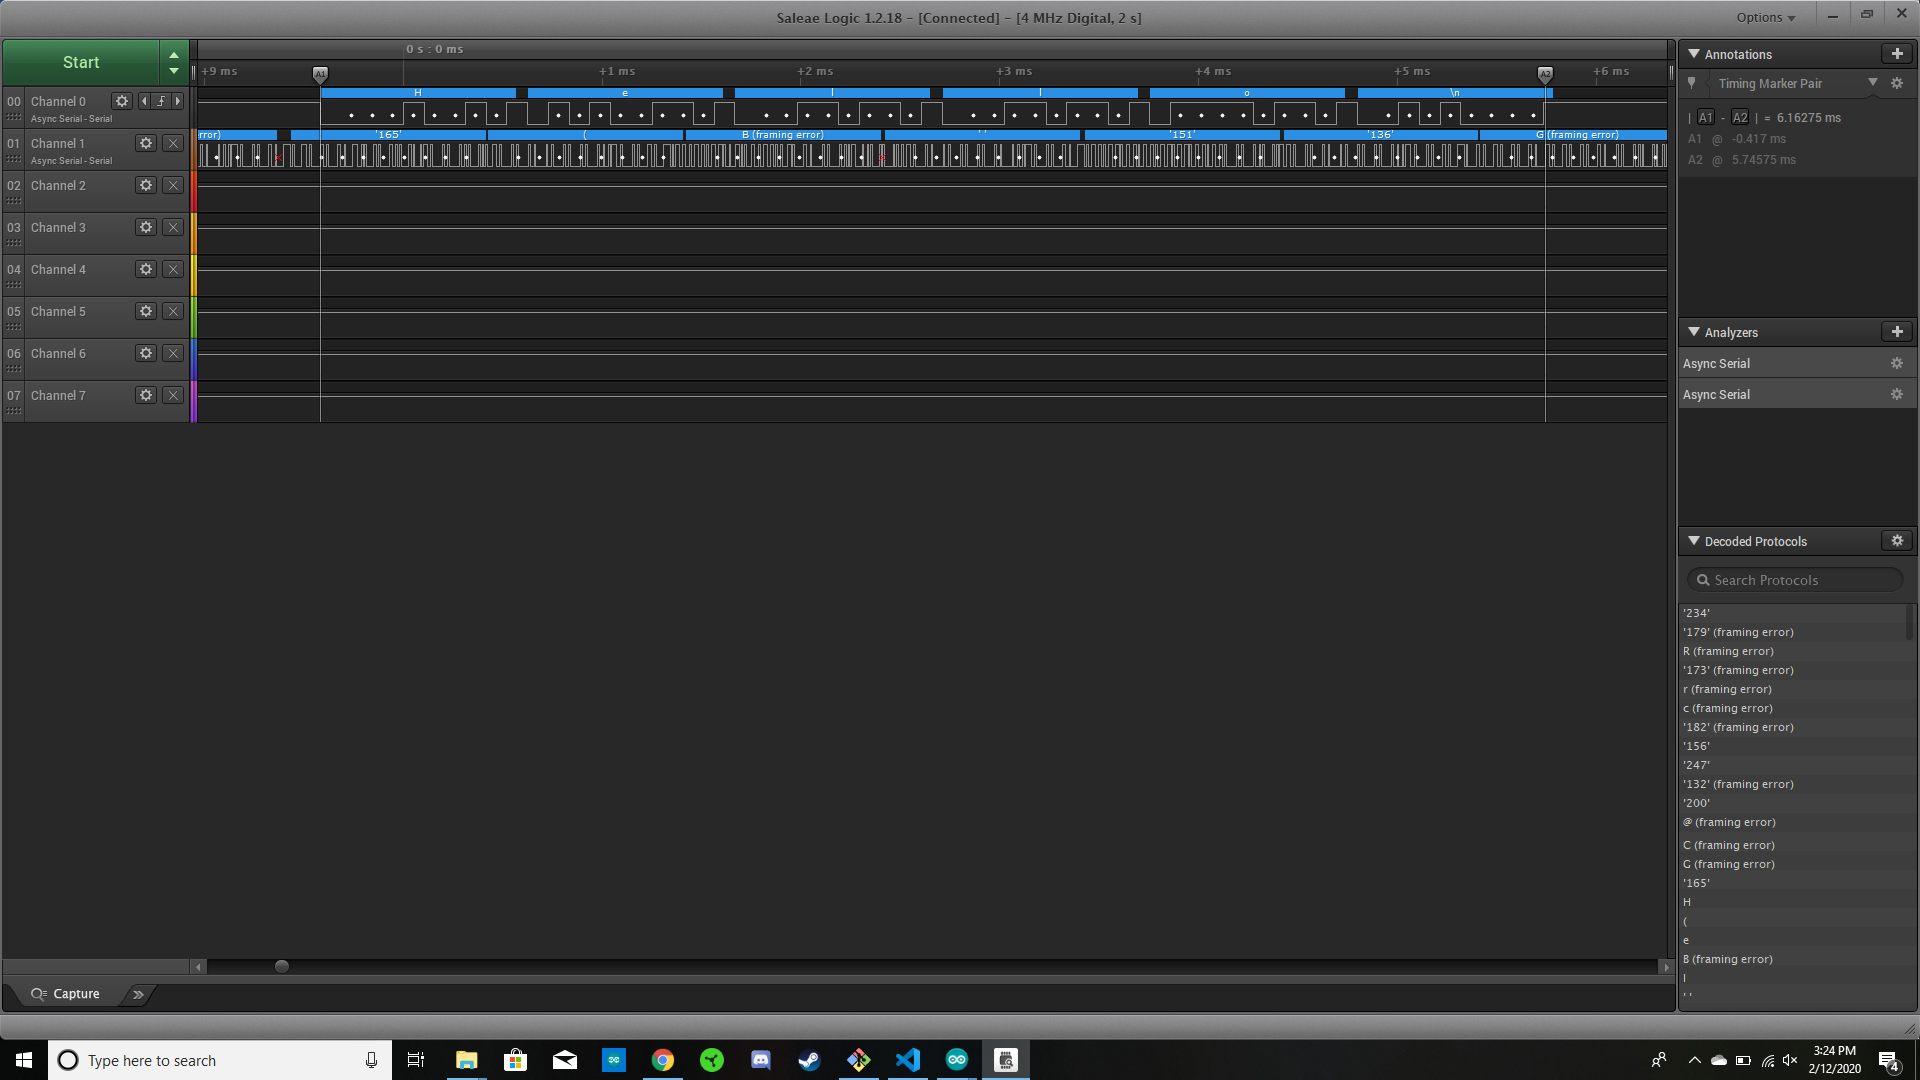 Saleae Logic 1.2.18 - [Connected] - [4 MHz Digital, 2 s]
Options
Start
0 s : 0 ms
+9 ms +1 ms +2 ms +3 ms +4 ms +5 ms +6 ms
A1 A2
00 Channel 0
Async Serial - Serial
H e l l o \n
01 Channel 1
Async Serial - Serial
rror) '165' ( B (framing error) ' ' '151' '136' G (framing error)
02 Channel 2
03 Channel 3
04 Channel 4
05 Channel 5
06 Channel 6
07 Channel 7
Capture
Annotations
Timing Marker Pair
| A1 - A2 | = 6.16275 ms
A1 @ -0.417 ms
A2 @ 5.74575 ms
Analyzers
Async Serial
Async Serial
Decoded Protocols
Search Protocols
'234'
'179' (framing error)
R (framing error)
'173' (framing error)
r (framing error)
c (framing error)
'182' (framing error)
'156'
'247'
'132' (framing error)
'200'
@ (framing error)
C (framing error)
G (framing error)
'165'
H
(
e
B (framing error)
l
' '
Type here to search
3:24 PM
2/12/2020
4